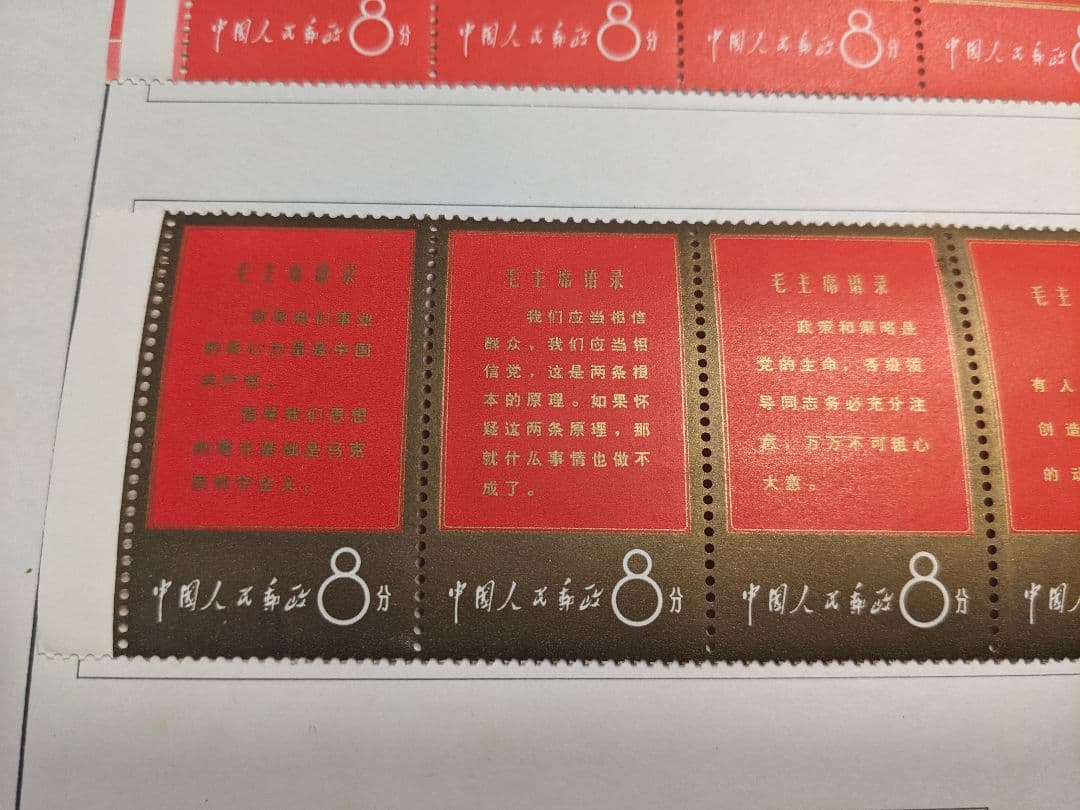 中国人民邮政 8分
中国人民邮政 8分
中国人民邮政 8分
中国人民邮政 8
毛主席语录
领导我们事业
的核心力量是中国
共产党。
指导我们思想
的理论基础是马克
思列宁主义。
中国人民邮政 8分
毛主席语录
我们应当相信
群众，我们应当相
信党，这是两条根
本的原理。如果怀
疑这两条原理，那
就什么事情也做不
成了。
中国人民邮政 8分
毛主席语录
政策和策略是
党的生命，各级领
导同志务必充分注
意，万万不可粗心
大意。
中国人民邮政 8分
毛主
有人
创造
的动
中国人